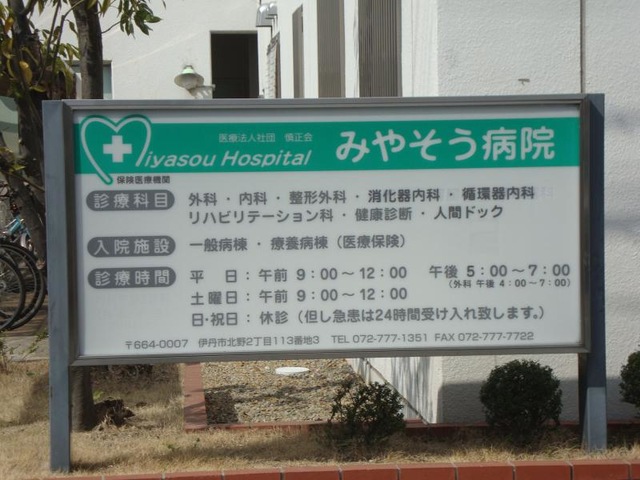 医療法人社団 慎正会
Miyasou Hospital みやそう病院
保険医療機関
診療科目 外科・内科・整形外科・消化器内科・循環器内科
リハビリテーション科・健康診断・人間ドック
入院施設 一般病棟・療養病棟(医療保険)
診療時間 平 日:午前 9:00~12:00 午後 5:00~7:00
(外科 午後 4:00~7:00)
土曜日:午前 9:00~12:00
日・祝日:休診(但し急患は24時間受け入れ致します。)
〒664-0007 伊丹市北野2丁目113番地3 TEL 072-777-1351 FAX 072-777-7722